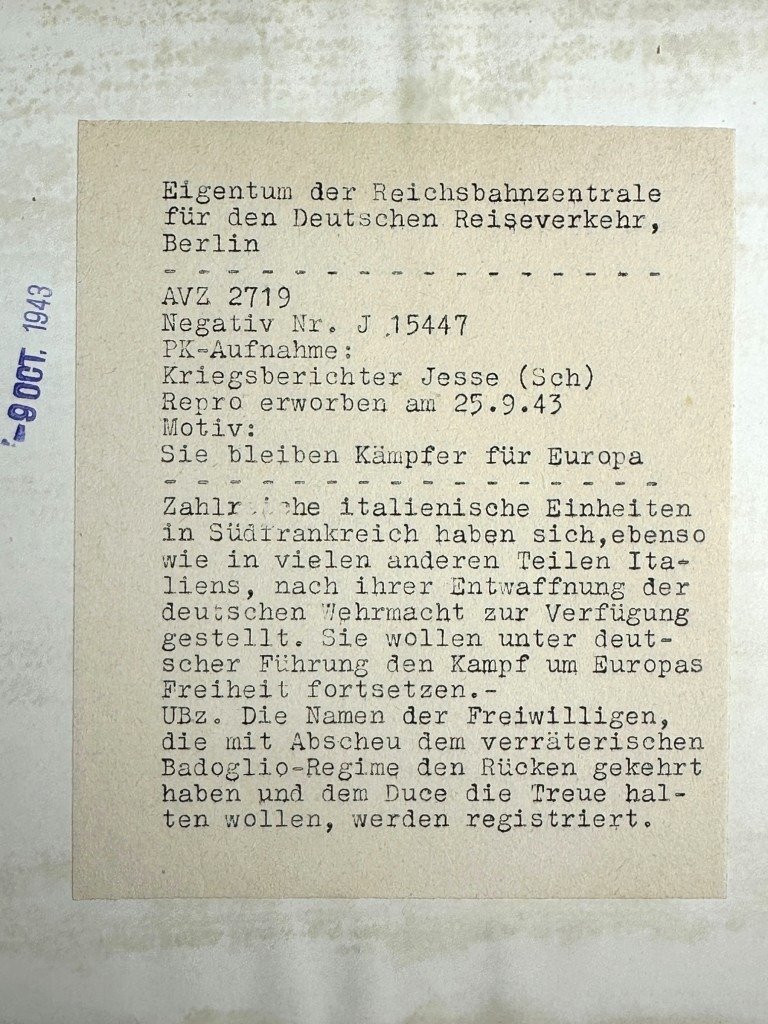 Eigentum der Reichsbahnzentrale
für den Deutschen Reiseverkehr,
Berlin
- - - - - - - - - - - - - - - -
AVZ 2719
Negativ Nr. J 15447
PK-Aufnahme:
Kriegsberichter Jesse (Sch)
Repro erworben am 25.9.43
Motiv:
Sie bleiben Kämpfer für Europa
- - - - - - - - - - - - - - - -
Zahlreiche italienische Einheiten
in Südfrankreich haben sich,ebenso
wie in vielen anderen Teilen Ita-
liens, nach ihrer Entwaffnung der
deutschen Wehrmacht zur Verfügung
gestellt. Sie wollen unter deut-
scher Führung den Kampf um Europas
Freiheit fortsetzen.-
UBz. Die Namen der Freiwilligen,
die mit Abscheu dem verräterischen
Badoglio-Regime den Rücken gekehrt
haben und dem Duce die Treue hal-
ten wollen, werden registriert.
-9 OCT. 1943